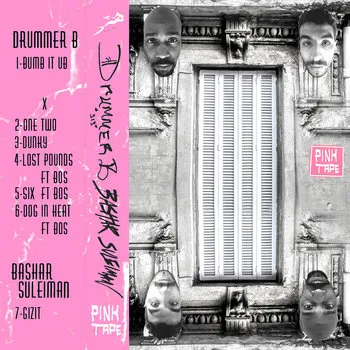 DRUMMER B
1-BUMB IT UB
X
2-ONE TWO
3-DUNKY
4-LOST POUNDS
FT BOS
5-SIX FT BOS
6-DOG IN HEAT
FT BOS
BASHAR
SULEIMAN
7-GIZIT
DRUMMER B
BASHAR SULEIMAN
PINK
TAPE
PINK
TAPE